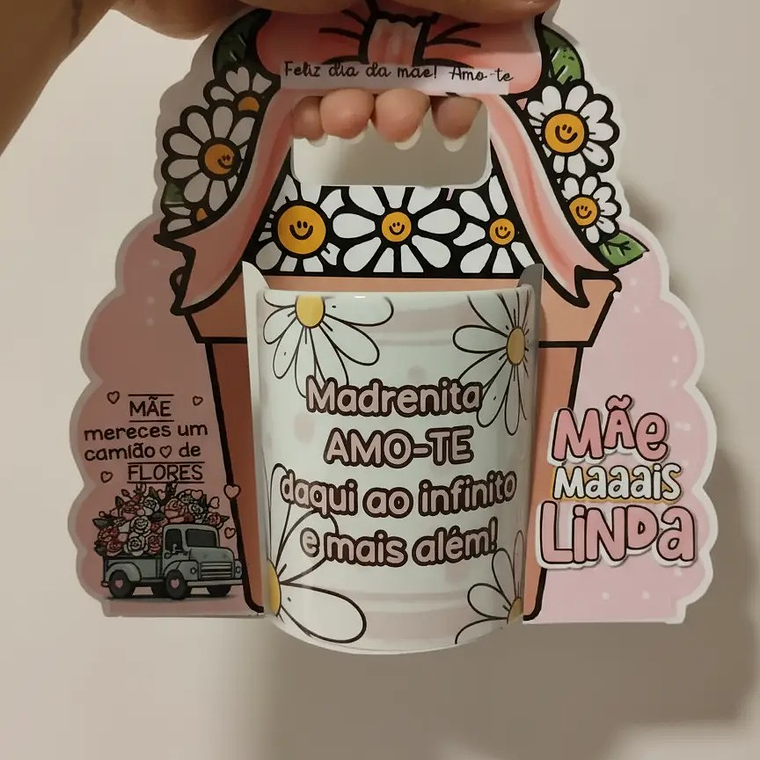 Feliz dia da mãe! Amo-te
MÃE
mereces um
camião de
FLORES
Madrenita
AMO-TE
daqui ao infinito
e mais além!
MÃe
MAAAis
LiNDA